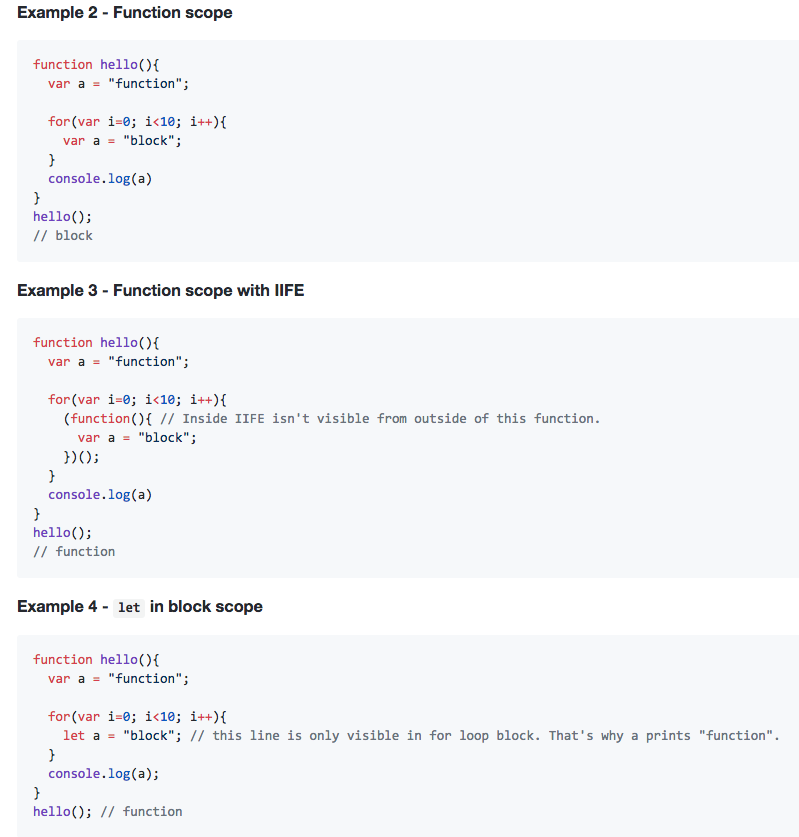 Example 2 - Function scope
function hello(){
  var a = "function";

  for(var i=0; i<10; i++){
    var a = "block";
  }
  console.log(a)
}
hello();
// block
Example 3 - Function scope with IIFE
function hello(){
  var a = "function";

  for(var i=0; i<10; i++){
    (function(){ // Inside IIFE isn't visible from outside of this function.
      var a = "block";
    })();
  }
  console.log(a)
}
hello();
// function
Example 4 - let in block scope
function hello(){
  var a = "function";

  for(var i=0; i<10; i++){
    let a = "block"; // this line is only visible in for loop block. That's why a prints "function".
  }
  console.log(a);
}
hello(); // function